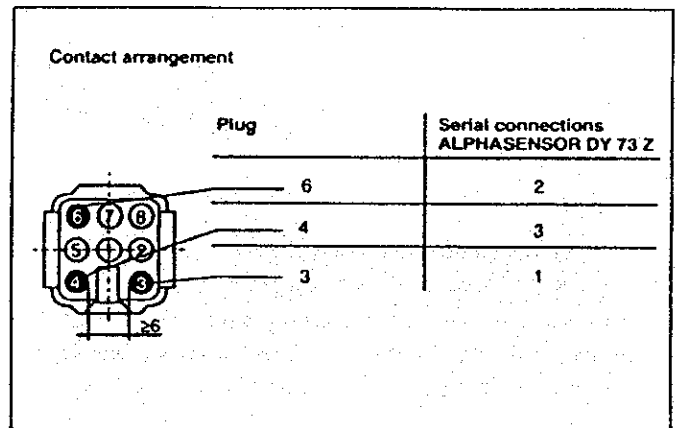 Contact arrangement
Plug
Serial connections
ALPHASENSOR DY 73 Z
6 2
4 3
3 1
6 7 8
5 1 2
4 3
≥6